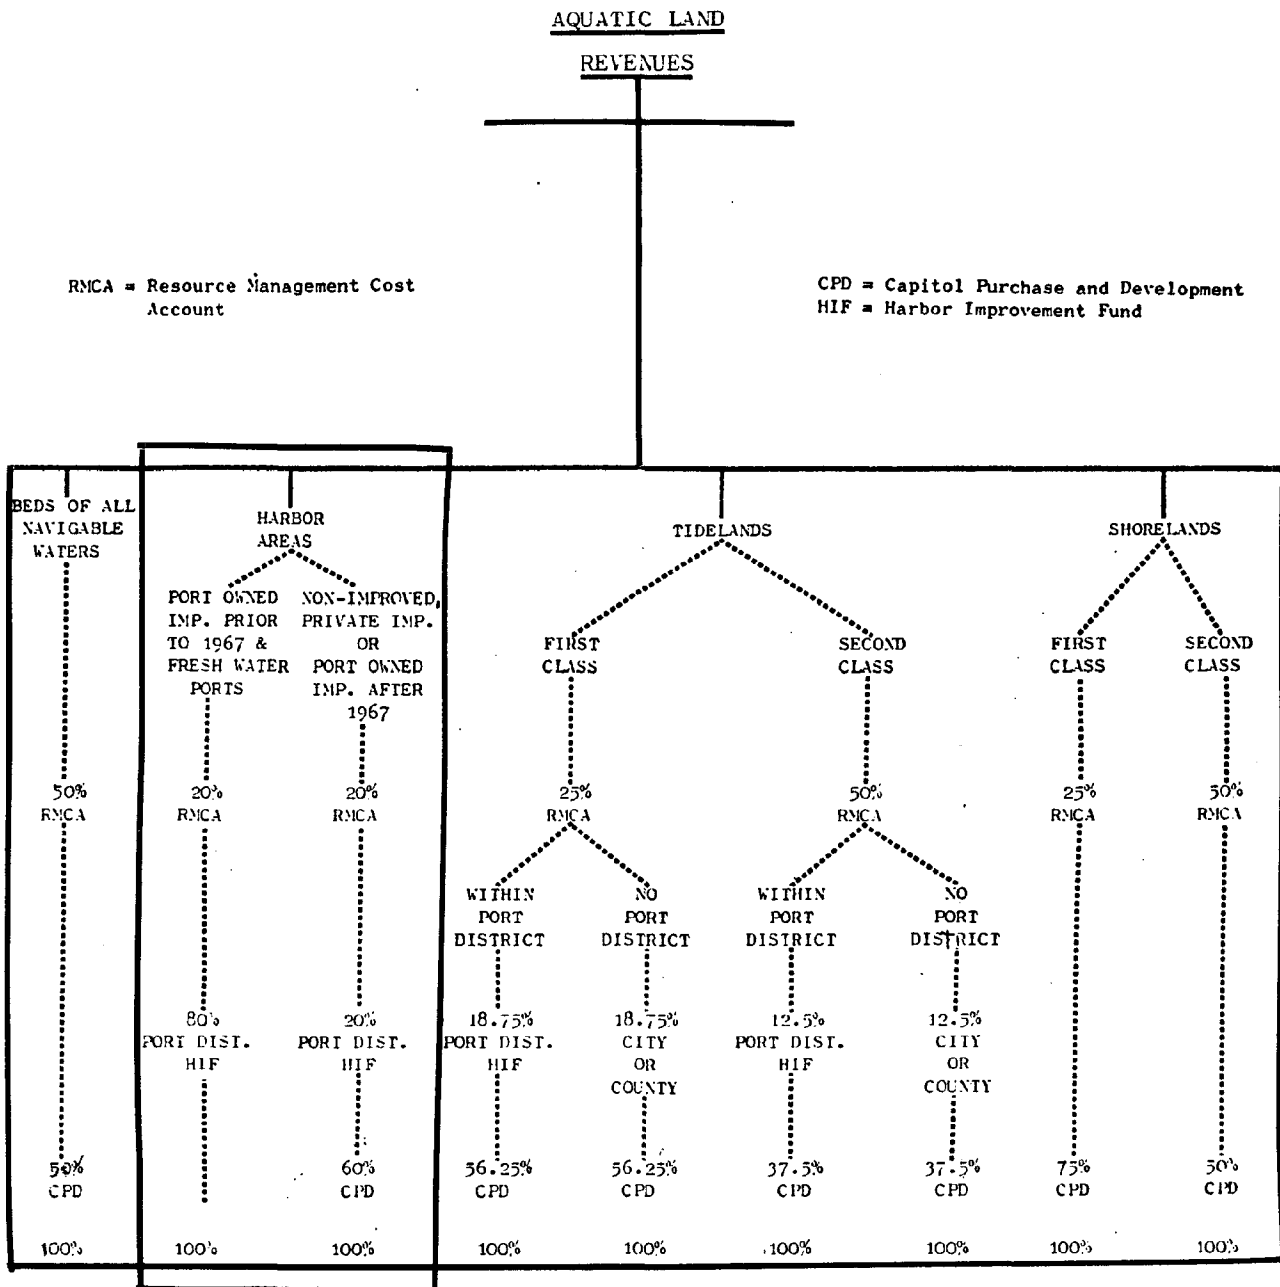 AQUATIC LAND
REVENUES
RMCA = Resource Management Cost
Account
CPD = Capitol Purchase and Development
HIF = Harbor Improvement Fund
BEDS OF ALL
NAVIGABLE
WATERS
50%
RMCA
50%
CPD
100%
HARBOR
AREAS
PORT OWNED
IMP. PRIOR
TO 1967 &
FRESH WATER
PORTS
20%
RMCA
80%
PORT DIST.
HIF
100%
NON-IMPROVED,
PRIVATE IMP.
OR
PORT OWNED
IMP. AFTER
1967
20%
RMCA
20%
PORT DIST.
HIF
60%
CPD
100%
TIDELANDS
FIRST
CLASS
25%
RMCA
WITHIN
PORT
DISTRICT
18.75%
PORT DIST.
HIF
56.25%
CPD
100%
NO
PORT
DISTRICT
18.75%
CITY
OR
COUNTY
56.25%
CPD
100%
SECOND
CLASS
50%
RMCA
WITHIN
PORT
DISTRICT
12.5%
PORT DIST.
HIF
37.5%
CPD
100%
NO
PORT
DISTRICT
12.5%
CITY
OR
COUNTY
37.5%
CPD
100%
SHORELANDS
FIRST
CLASS
25%
RMCA
75%
CPD
100%
SECOND
CLASS
50%
RMCA
50%
CPD
100%